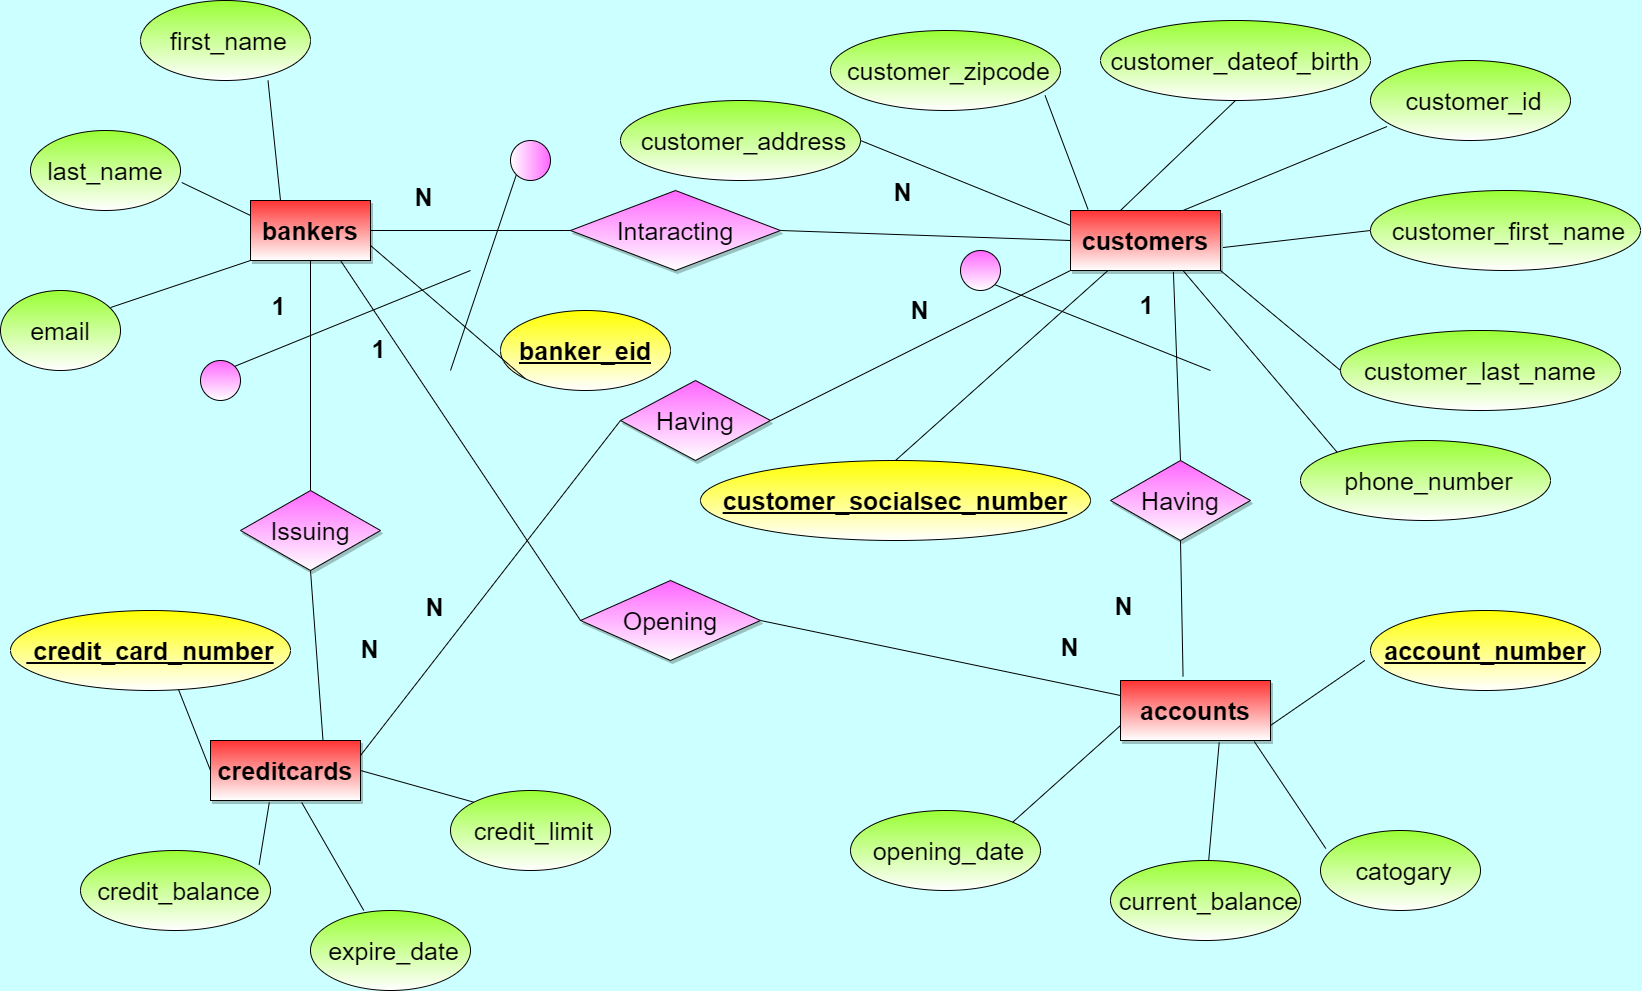 first_name
customer_dateof_birth
customer_zipcode
customer_id
customer_address
last_name
N
N
bankers
Intaracting
customers
customer_first_name
1
1
N
email
1
banker_eid
customer_last_name
Having
phone_number
customer_socialsec_number
Having
Issuing
N
N
Opening
N
N
credit_card_number
account_number
accounts
creditcards
credit_limit
opening_date
catogary
credit_balance
current_balance
expire_date